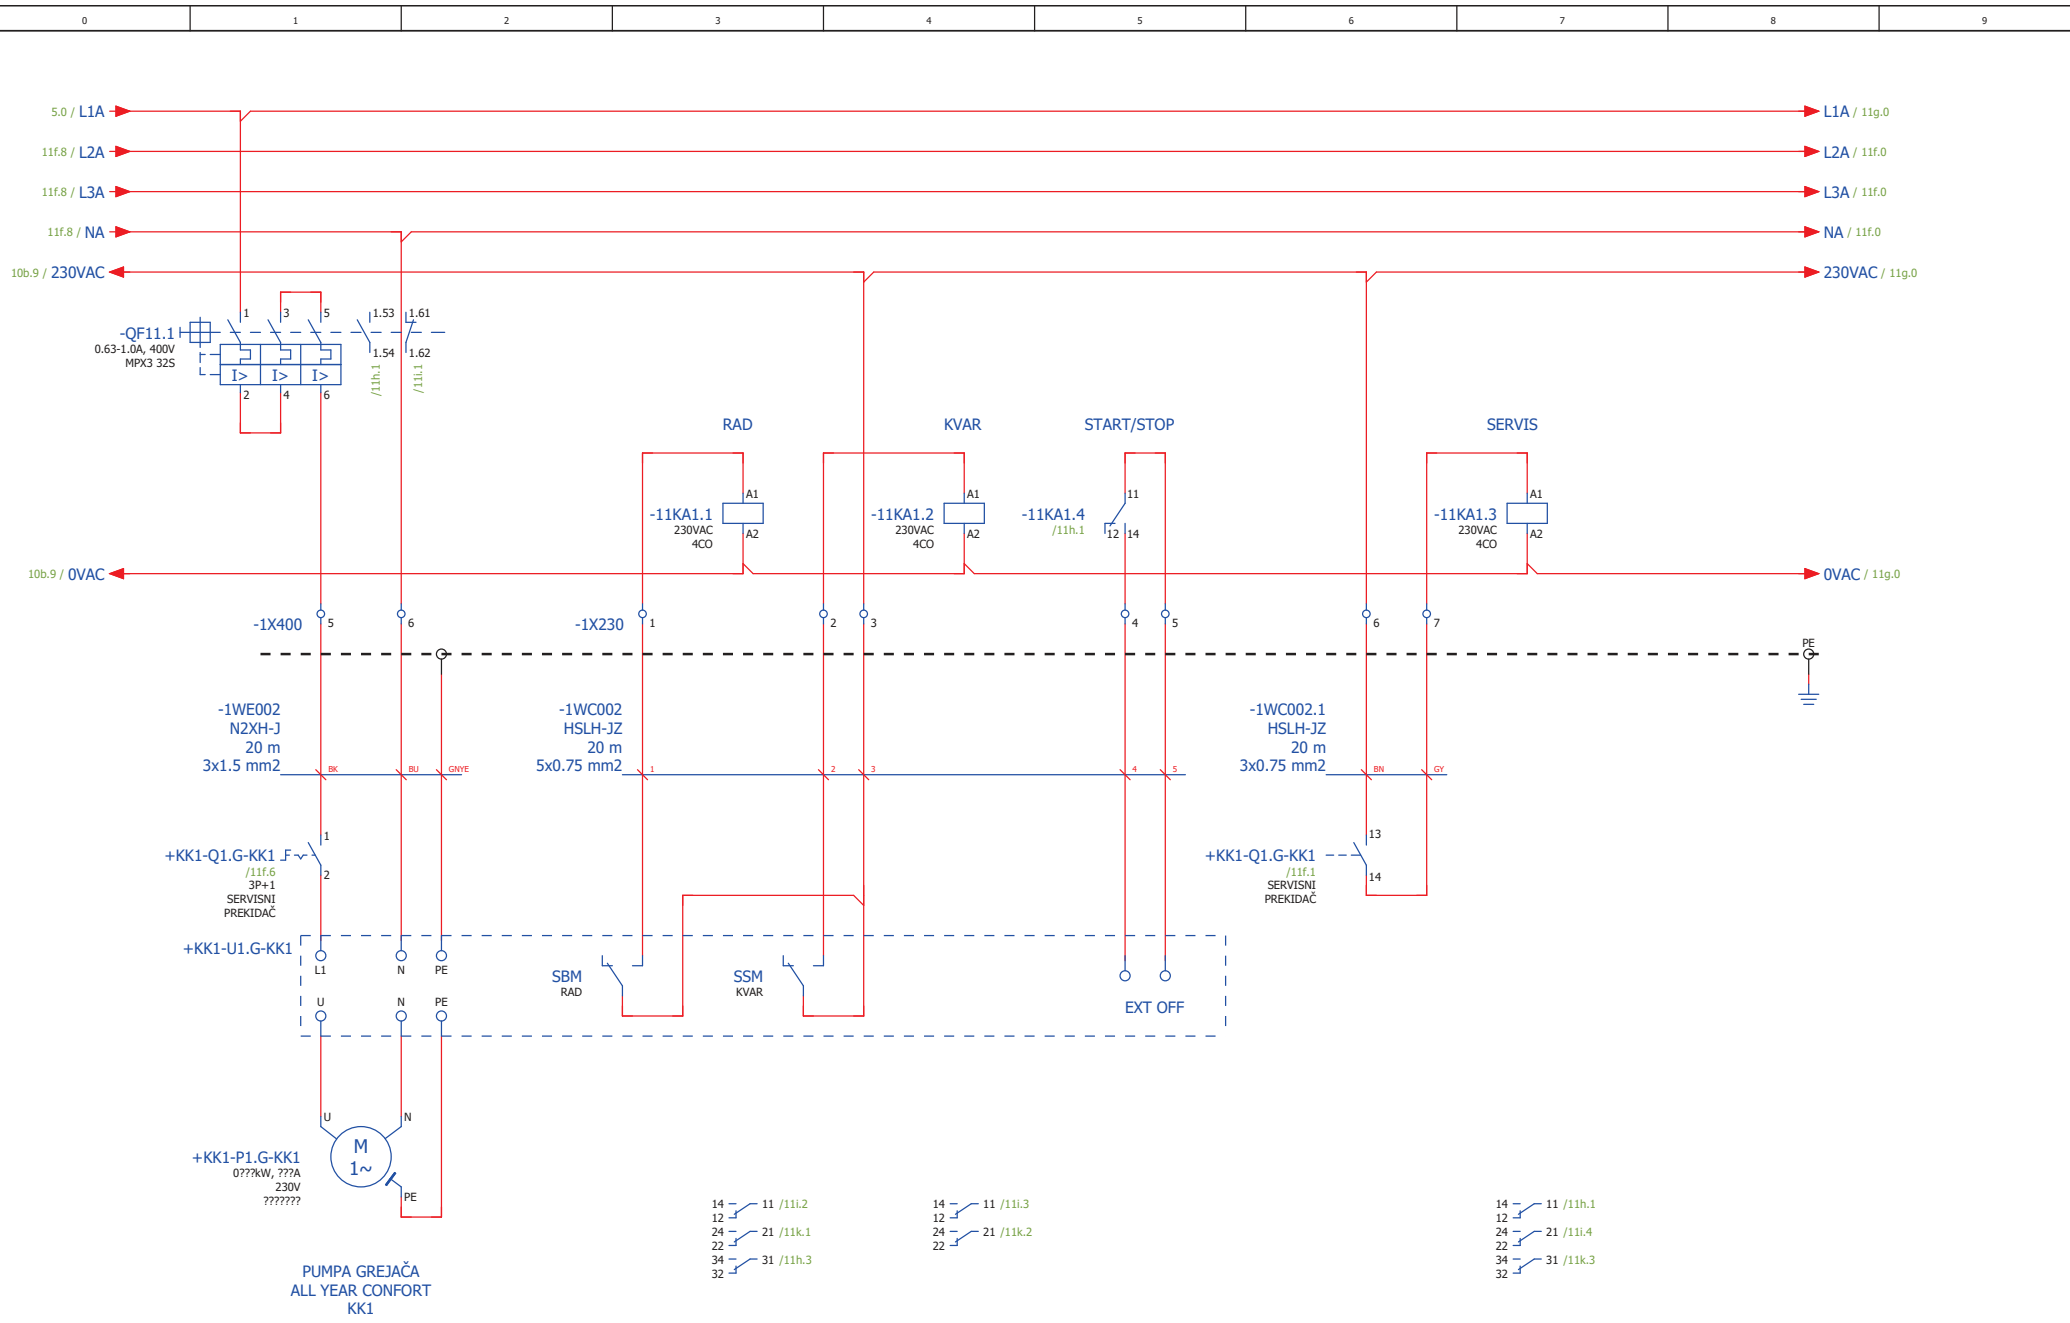 0 1 2 3 4 5 6 7 8 9
5.0 / L1A L1A / 11g.0
11f.8 / L2A L2A / 11f.0
11f.8 / L3A L3A / 11f.0
11f.8 / NA NA / 11f.0
10b.9 / 230VAC 230VAC / 11g.0
1 3 5 1.53 1.61
-QF11.1
0.63-1.0A, 400V
MPX3 32S
1.54 1.62
I> I> I>
2 4 6
/11h.1
/11i.1
RAD KVAR START/STOP SERVIS
A1 A1 11 A1
-11KA1.1 -11KA1.2 -11KA1.4 -11KA1.3
230VAC 230VAC /11h.1 230VAC
4CO 4CO 4CO
A2 A2 12 14 A2
10b.9 / 0VAC 0VAC / 11g.0
-1X400 5 6 -1X230 1 2 3 4 5 6 7
PE
-1WE002 -1WC002 -1WC002.1
N2XH-J HSLH-JZ HSLH-JZ
20 m 20 m 20 m
3x1.5 mm2 5x0.75 mm2 3x0.75 mm2
BK BU GNYE 1 2 3 4 5 BN GY
1 13
+KK1-Q1.G-KK1 +KK1-Q1.G-KK1
/11f.6 /11f.1
3P+1 SERVISNI
SERVISNI PREKIDAČ
PREKIDAČ
2 14
+KK1-U1.G-KK1
L1 N PE
SBM SSM
RAD KVAR
U N PE
EXT OFF
U N
M
1~
+KK1-P1.G-KK1
0???kW, ???A
230V
???????
PE
14 11 /11i.2 14 11 /11i.3 14 11 /11h.1
12 12 12
24 21 /11k.1 24 21 /11k.2 24 21 /11i.4
22 22 22
34 31 /11h.3 34 31 /11k.3
32 32
PUMPA GREJAČA
ALL YEAR CONFORT
KK1